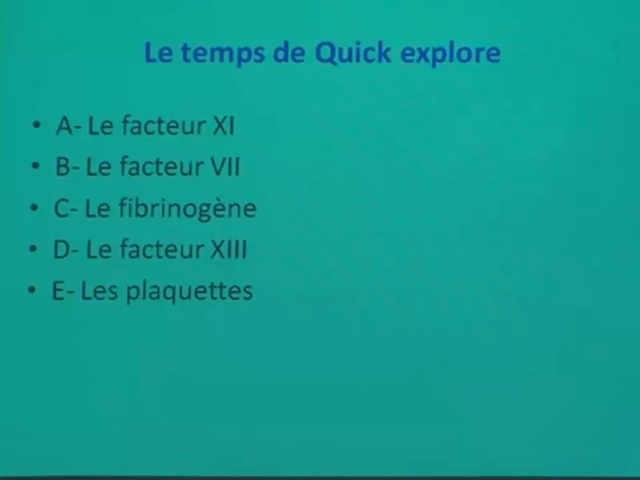 Le temps de Quick explore
• A- Le facteur XI
• B- Le facteur VII
• C- Le fibrinogène
• D- Le facteur XIII
• E- Les plaquettes